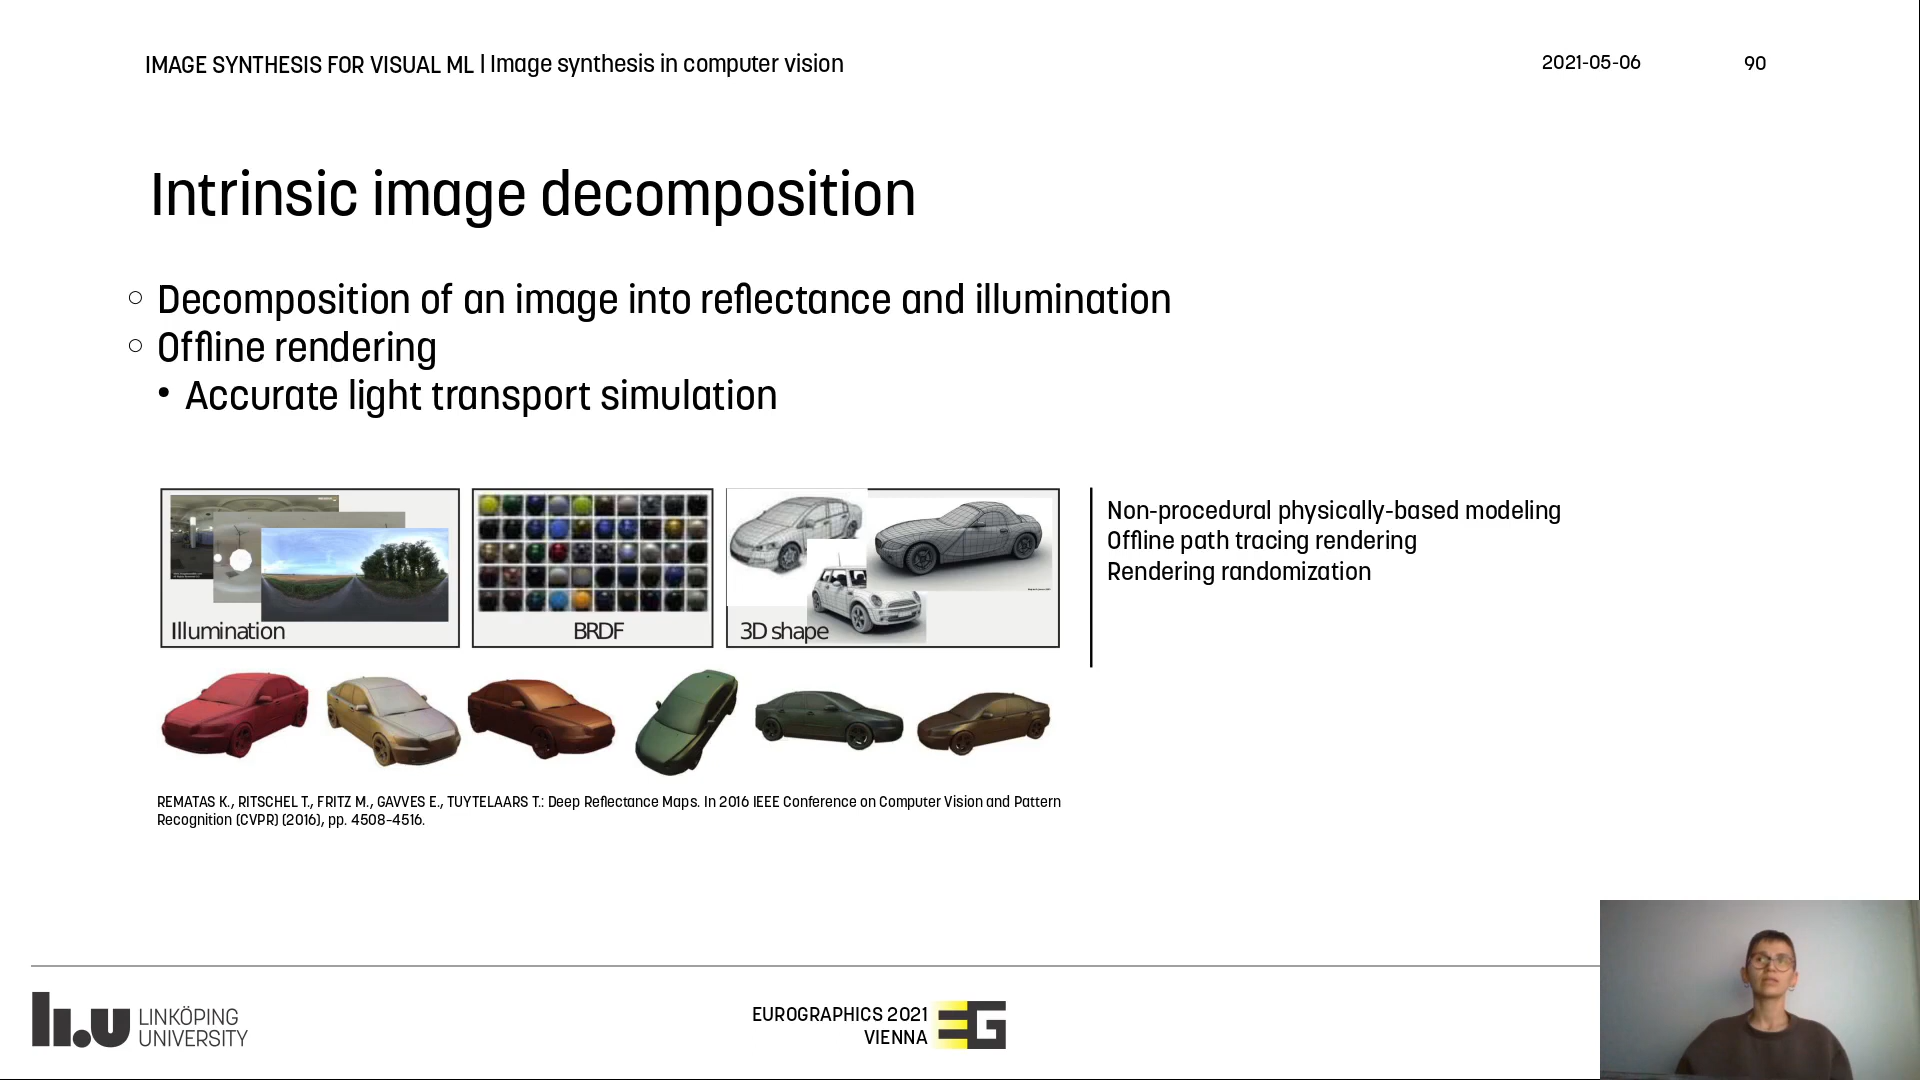 IMAGE SYNTHESIS FOR VISUAL ML | Image synthesis in computer vision
2021-05-06
90
Intrinsic image decomposition
○ Decomposition of an image into reflectance and illumination
○ Offline rendering
• Accurate light transport simulation
Illumination
BRDF
3D shape
Non-procedural physically-based modeling
Offline path tracing rendering
Rendering randomization
REMATAS K., RITSCHEL T., FRITZ M., GAVVES E., TUYTELAARS T.: Deep Reflectance Maps. In 2016 IEEE Conference on Computer Vision and Pattern
Recognition (CVPR) (2016), pp. 4508–4516.
li.u LINKÖPING
UNIVERSITY
EUROGRAPHICS 2021
VIENNA
EG